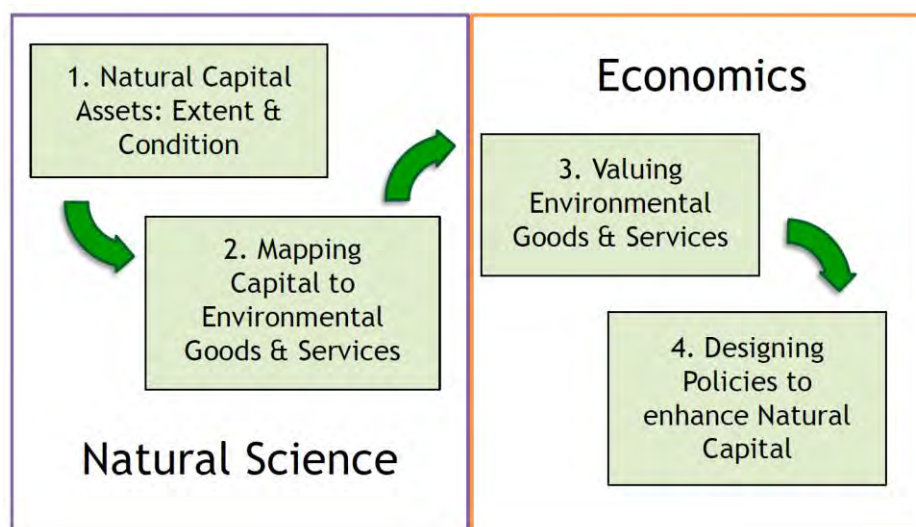 1. Natural Capital
Assets: Extent &
Condition
2. Mapping
Capital to
Environmental
Goods & Services
Natural Science
Economics
3. Valuing
Environmental
Goods & Services
4. Designing
Policies to
enhance Natural
Capital